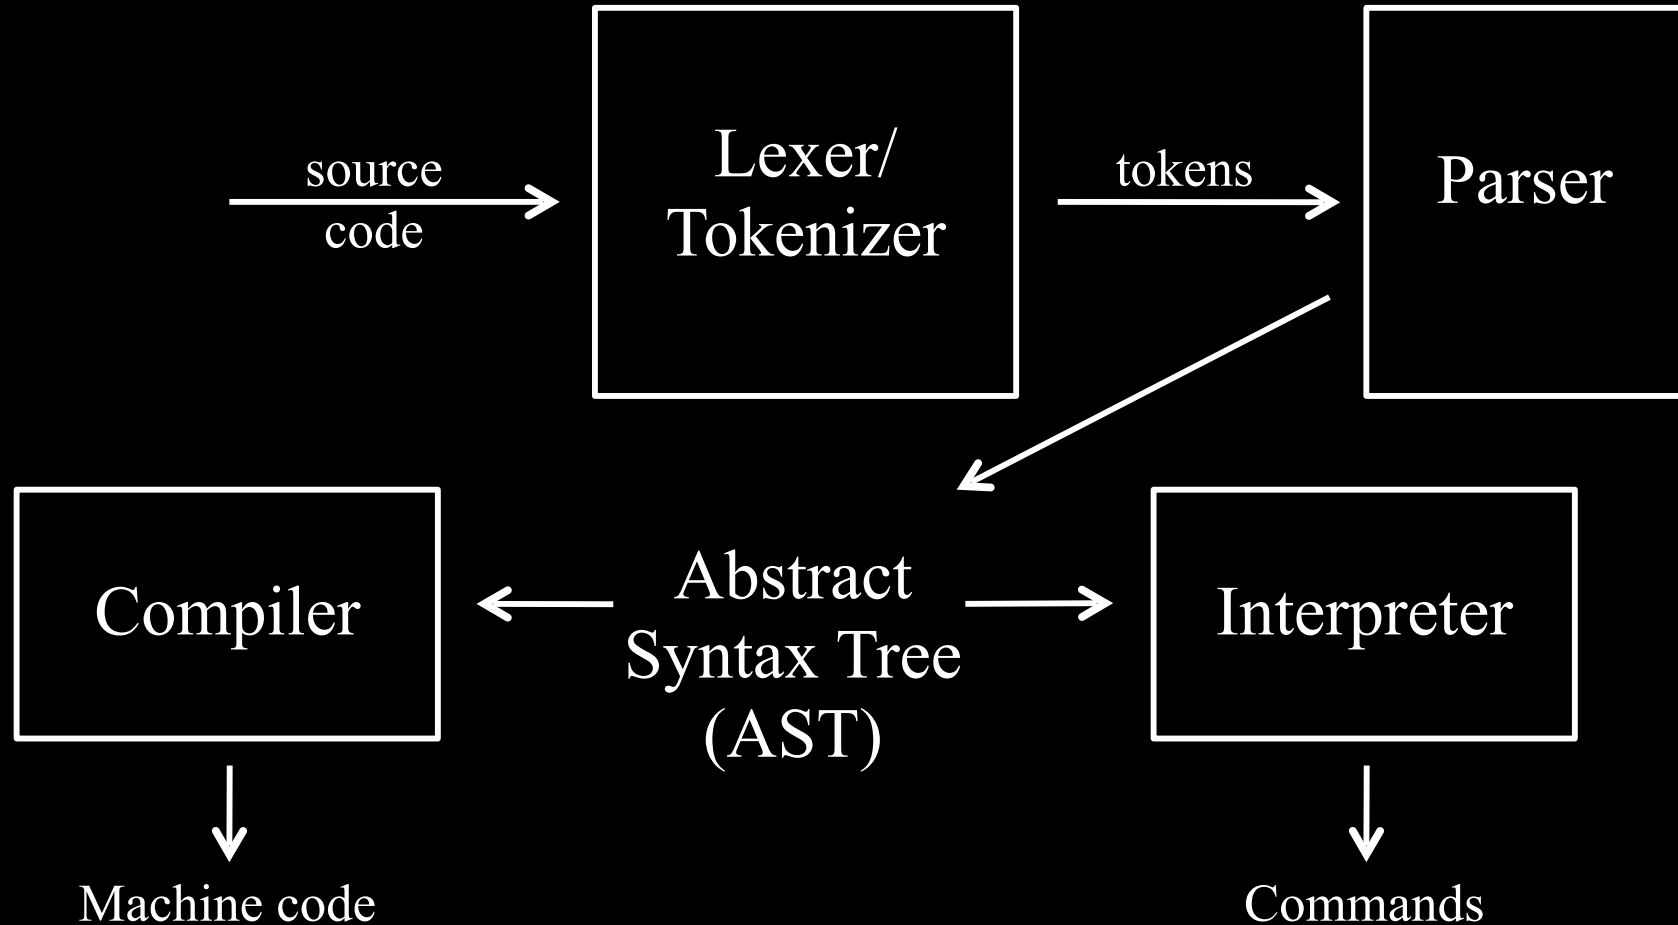 source
code
Lexer/
Tokenizer
tokens
Parser
Compiler
Abstract
Syntax Tree
(AST)
Interpreter
Machine code
Commands